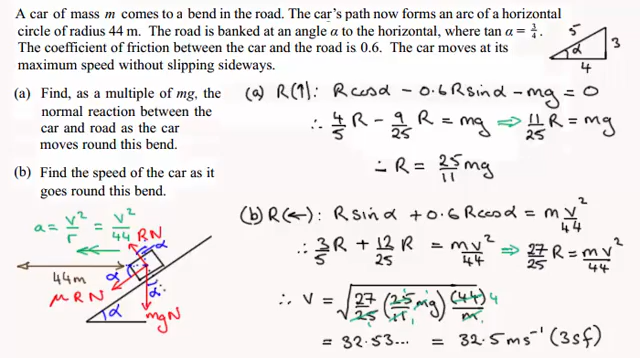 A car of mass m comes to a bend in the road. The car's path now forms an arc of a horizontal
circle of radius 44 m. The road is banked at an angle α to the horizontal, where tan α = 3/4.
The coefficient of friction between the car and the road is 0.6. The car moves at its
maximum speed without slipping sideways.
5
3
α
4
(a) Find, as a multiple of mg, the
normal reaction between the
car and road as the car
moves round this bend.
(b) Find the speed of the car as it
goes round this bend.
(a) R(↑): Rcosα − 0.6Rsinα − mg = 0
∴ 4/5 R − 9/25 R = mg ⇒ 11/25 R = mg
∴ R = 25/11 mg
(b) R(←): Rsinα + 0.6Rcosα = m v²/44
∴ 3/5 R + 12/25 R = mv²/44 ⇒ 27/25 R = mv²/44
∴ V = √(27/25 (25/11 mg) (44)/m) 4
= 32.53... = 32.5 ms⁻¹ (3sf)
a = v²/r = v²/44
RN
α
44m
α
μRN
α
α
mgN